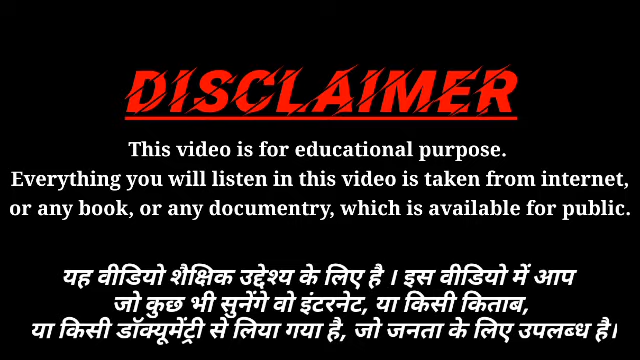 DISCLAIMER
This video is for educational purpose.
Everything you will listen in this video is taken from internet,
or any book, or any documentry, which is available for public.
यह वीडियो शैक्षिक उद्देश्य के लिए है । इस वीडियो में आप
जो कुछ भी सुनेंगे वो इंटरनेट, या किसी किताब,
या किसी डॉक्यूमेंट्री से लिया गया है, जो जनता के लिए उपलब्ध है।